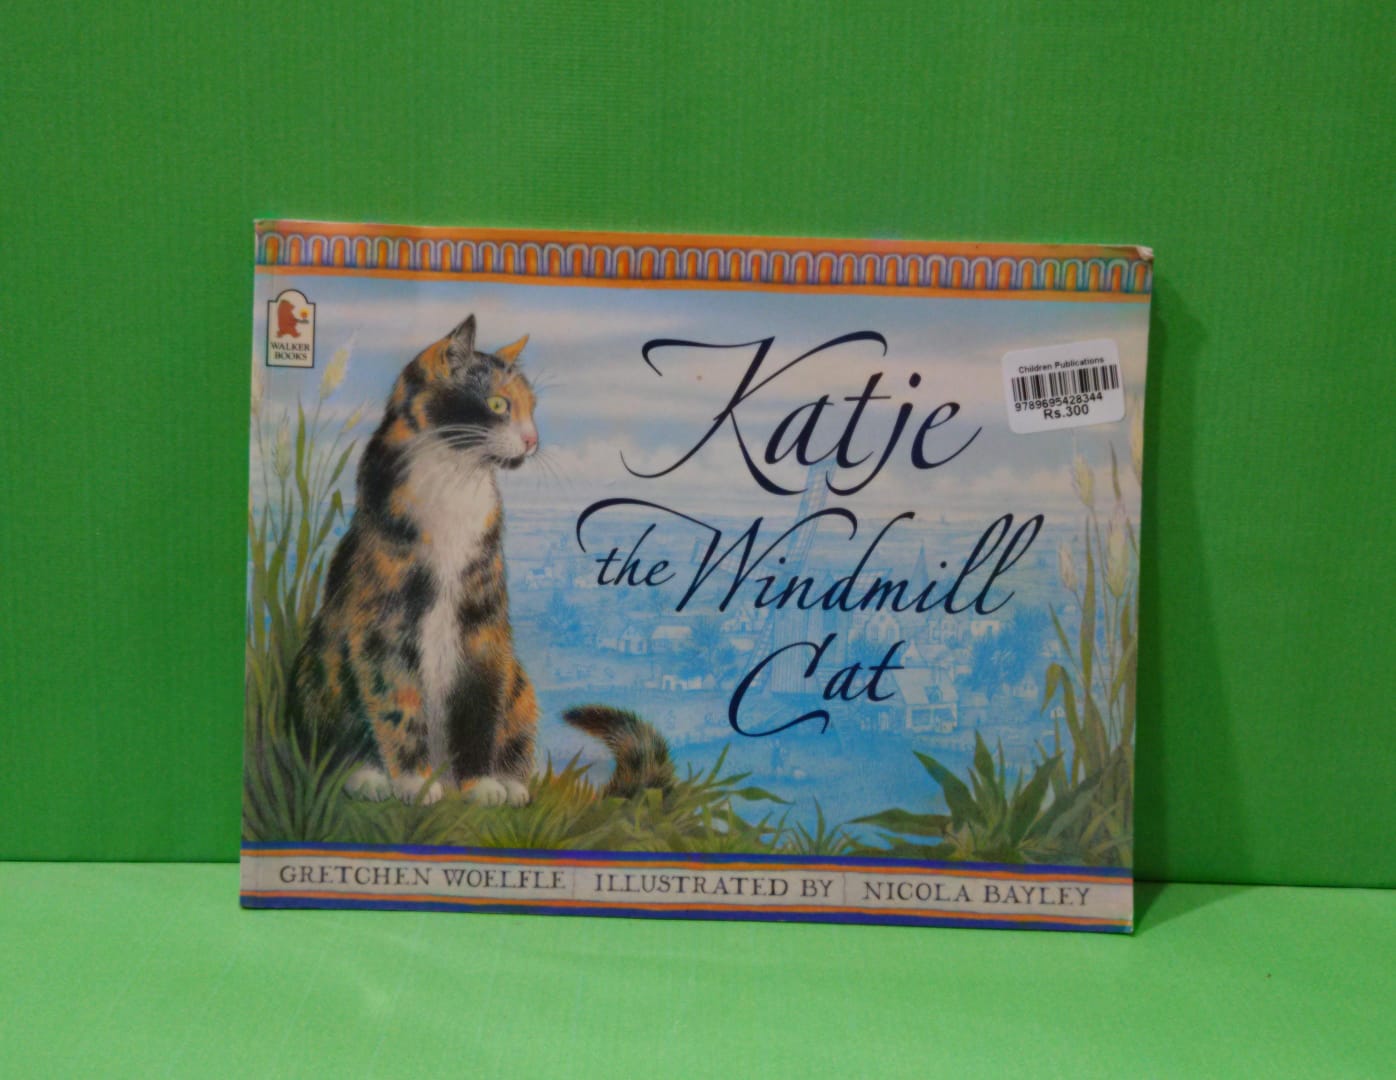 WALKER
BOOKS
Katje
the Windmill
Cat
Children Publications
9789695428344
Rs.300
GRETCHEN WOELFLE ILLUSTRATED BY NICOLA BAYLEY